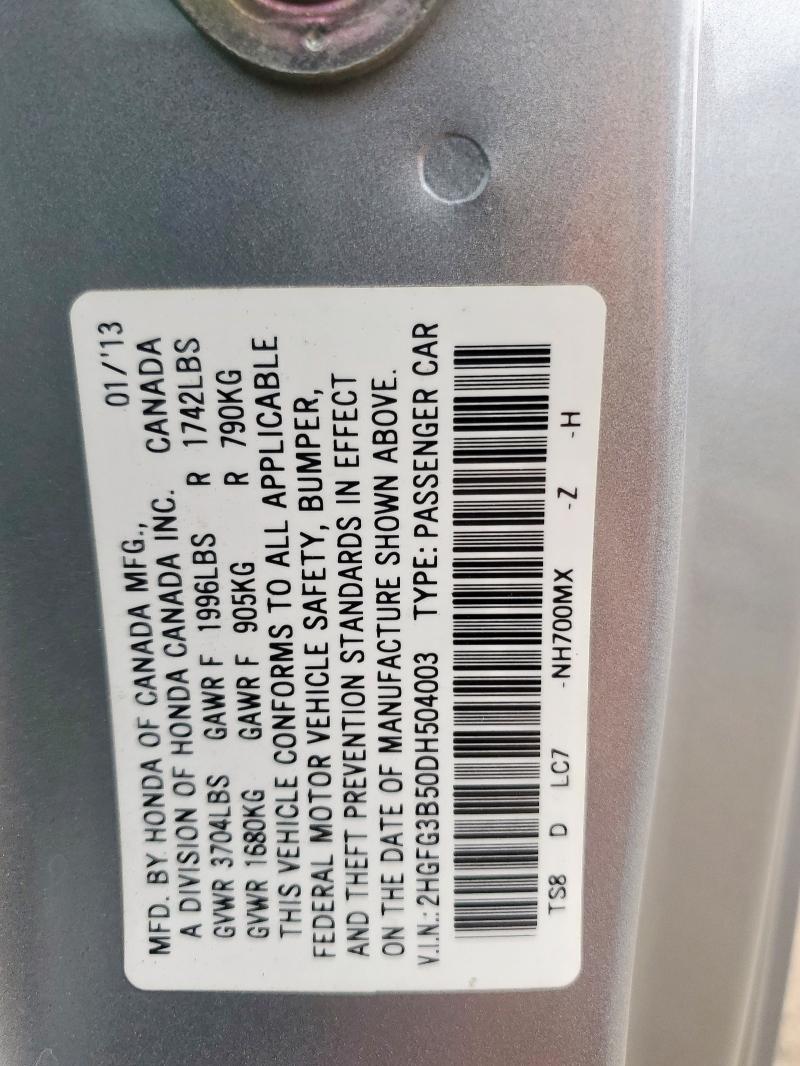 01/'13
MFD. BY HONDA OF CANADA MFG.,
A DIVISION OF HONDA CANADA INC. CANADA
GVWR 3704LBS GAWR F 1996LBS R 1742LBS
GVWR 1680KG GAWR F 905KG R 790KG
THIS VEHICLE CONFORMS TO ALL APPLICABLE
FEDERAL MOTOR VEHICLE SAFETY, BUMPER,
AND THEFT PREVENTION STANDARDS IN EFFECT
ON THE DATE OF MANUFACTURE SHOWN ABOVE.
V.I.N.: 2HGFG3B50DH504003 TYPE: PASSENGER CAR
TS8 D LC7 -NH700MX -Z -H